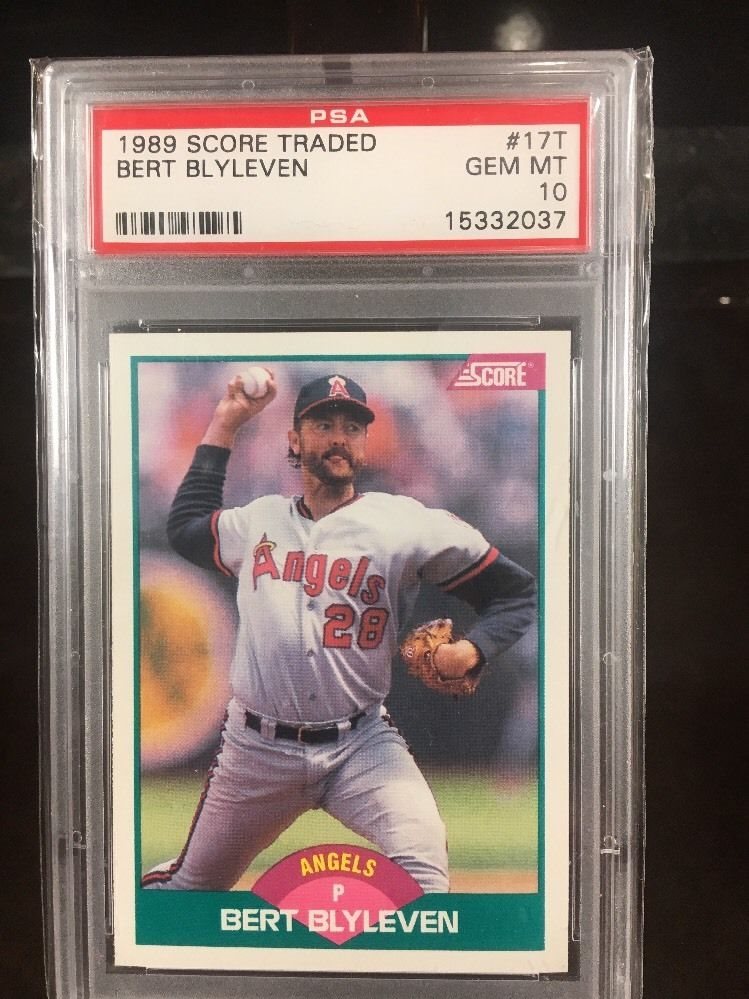 PSA
1989 SCORE TRADED #17T
BERT BLYLEVEN GEM MT
10
15332037
SCORE
A
Angels
28
ANGELS
P
BERT BLYLEVEN